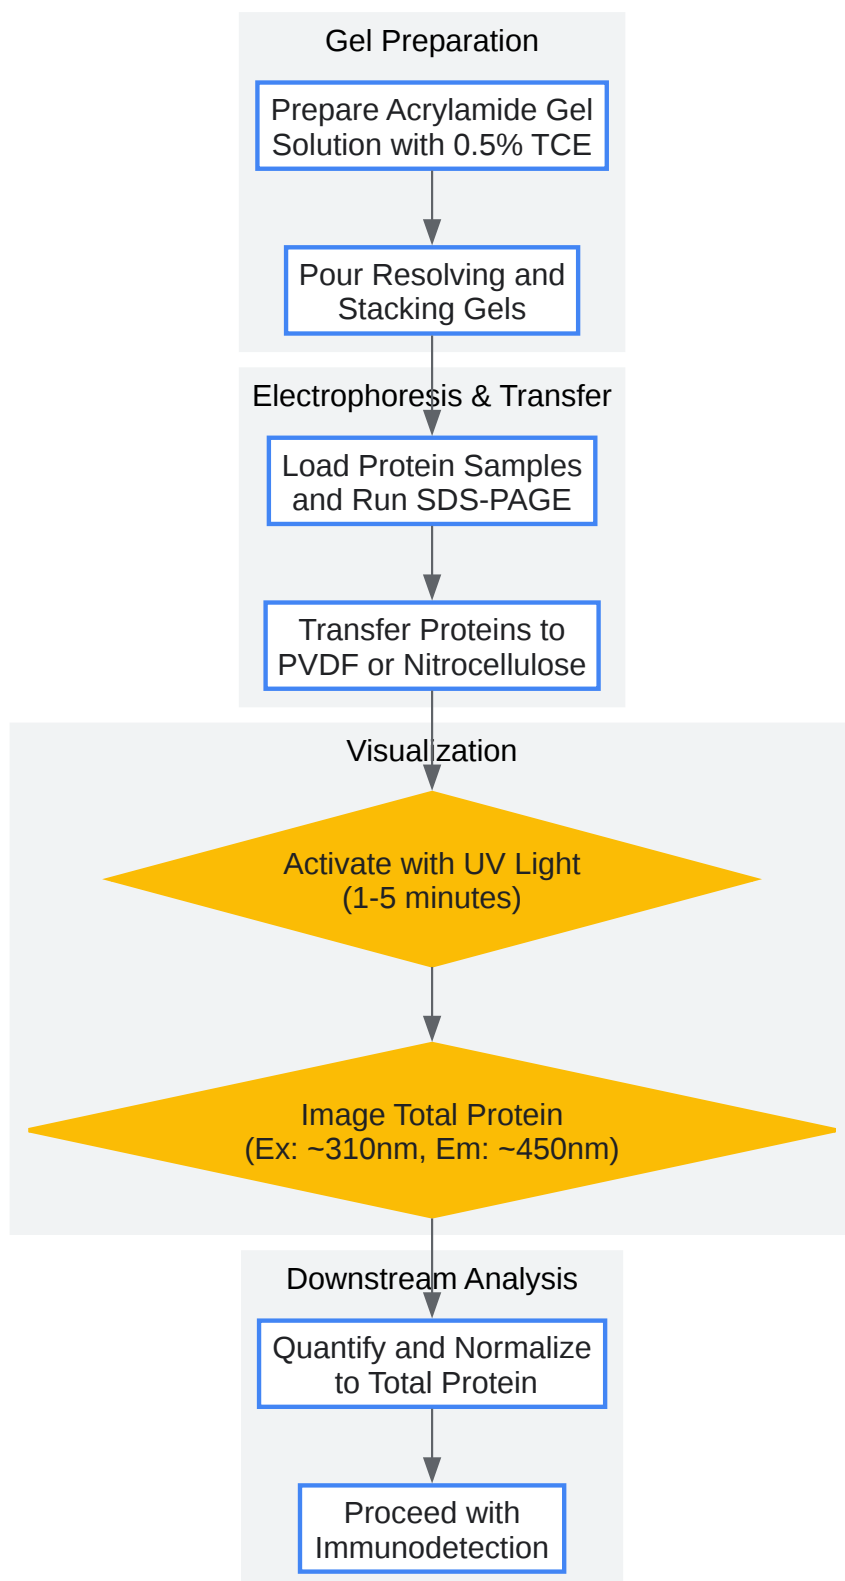 Gel Preparation
Prepare Acrylamide Gel
Solution with 0.5% TCE
Pour Resolving and
Stacking Gels
Electrophoresis & Transfer
Load Protein Samples
and Run SDS-PAGE
Transfer Proteins to
PVDF or Nitrocellulose
Visualization
Activate with UV Light
(1-5 minutes)
Image Total Protein
(Ex: ~310nm, Em: ~450nm)
Downstream Analysis
Quantify and Normalize
to Total Protein
Proceed with
Immunodetection